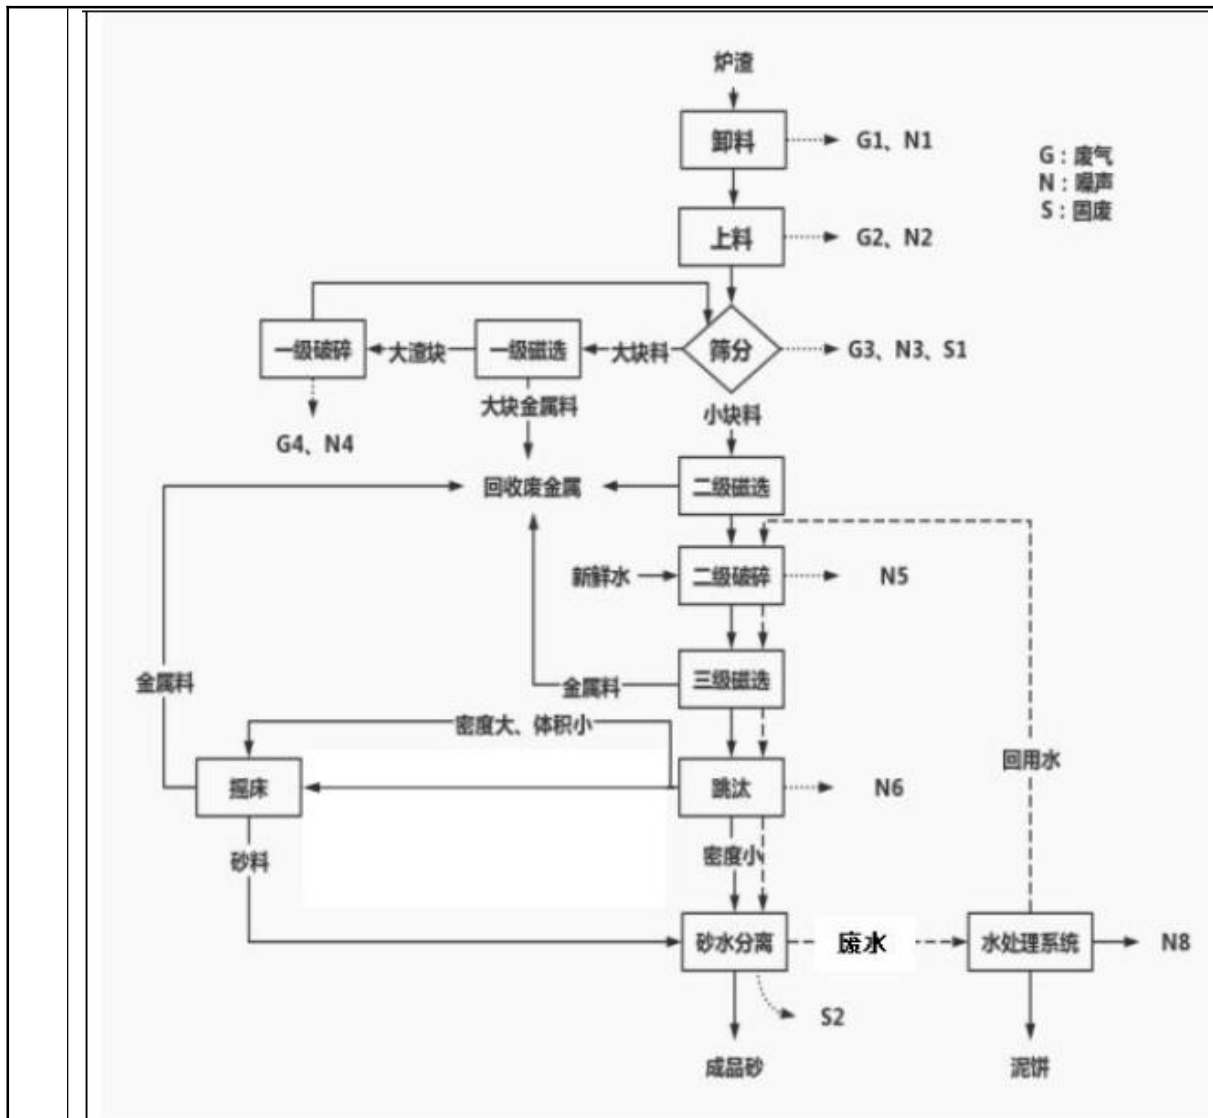 炉渣
卸料
G1、N1
G：废气
N：噪声
S：固废
上料
G2、N2
一级破碎
大渣块
一级磁选
大块料
筛分
G3、N3、S1
大块金属料
小块料
G4、N4
回收废金属
二级磁选
新鲜水
二级破碎
N5
金属料
金属料
三级磁选
密度大、体积小
回用水
摇床
跳汰
N6
砂料
密度小
砂水分离
废水
水处理系统
N8
S2
成品砂
泥饼